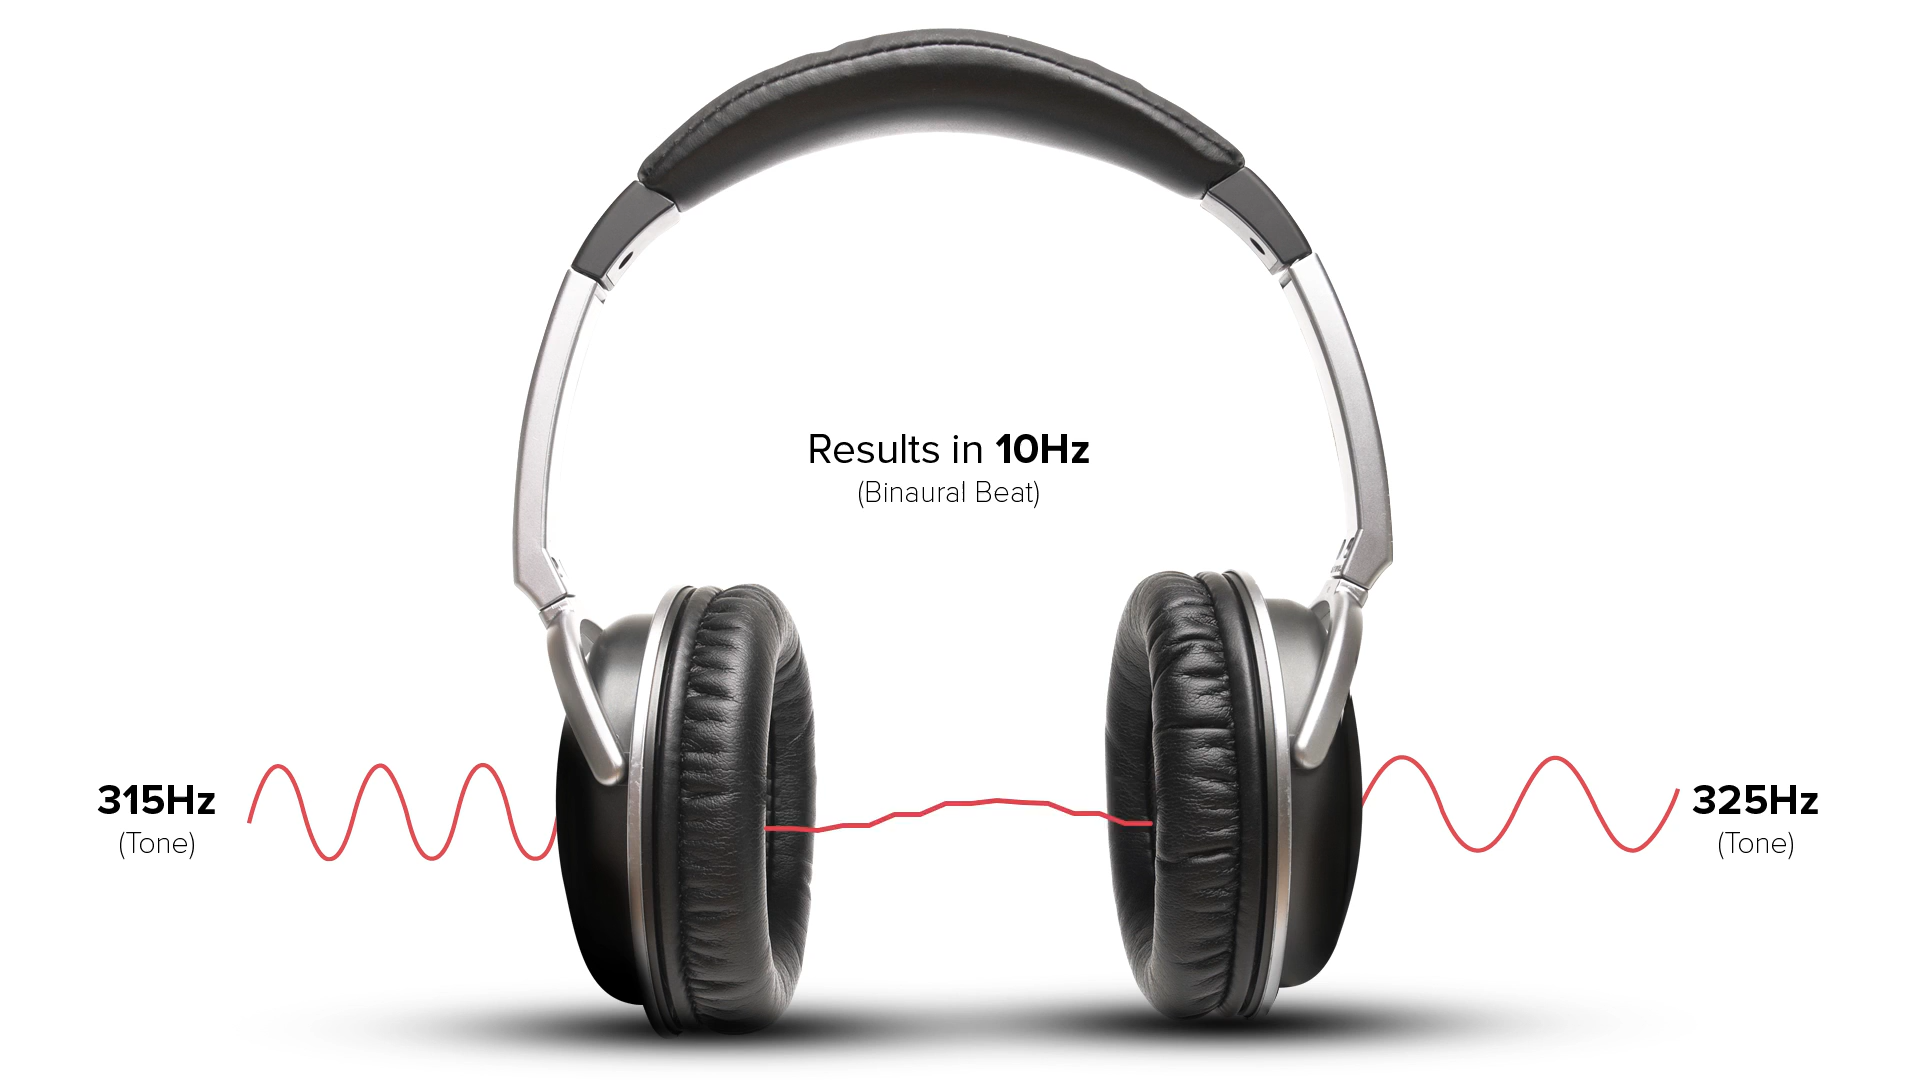 Results in 10Hz
(Binaural Beat)
315Hz
(Tone)
325Hz
(Tone)